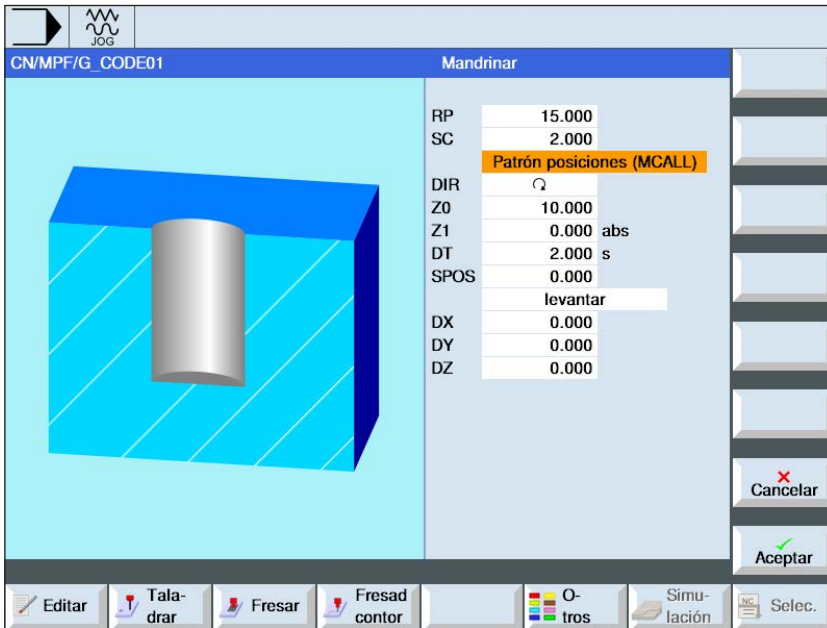 JOG
CN/MPF/G_CODE01
Mandrinar
RP 15.000
SC 2.000
Patrón posiciones (MCALL)
DIR
Z0 10.000
Z1 0.000 abs
DT 2.000 s
SPOS 0.000
levantar
DX 0.000
DY 0.000
DZ 0.000
Cancelar
Aceptar
Editar
Tala-
drar
Fresar
Fresad
contor
O-
tros
Simu-
lación
NC
Selec.